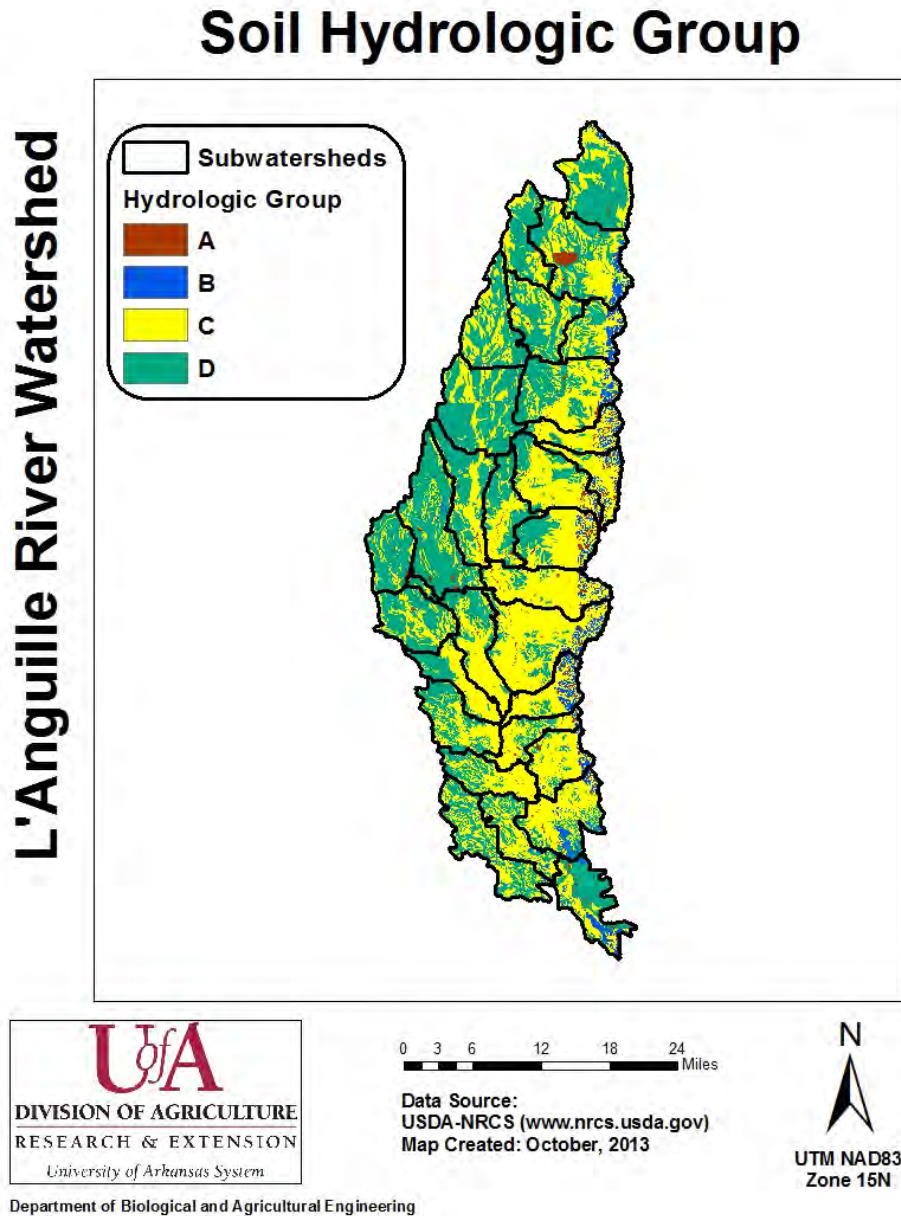 Soil Hydrologic Group
L'Anguille River Watershed
Subwatersheds
Hydrologic Group
A
B
C
D
UofA
DIVISION OF AGRICULTURE
RESEARCH & EXTENSION
University of Arkansas System
Department of Biological and Agricultural Engineering
0 3 6 12 18 24
Miles
Data Source:
USDA-NRCS (www.nrcs.usda.gov)
Map Created: October, 2013
N
UTM NAD83
Zone 15N